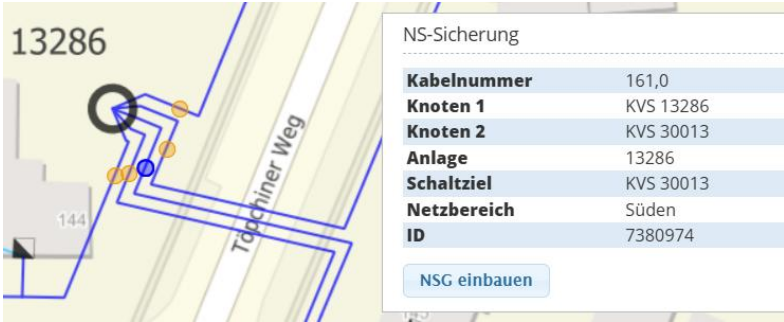 13286
144
Töpchiner Weg
NS-Sicherung
Kabelnummer 161,0
Knoten 1 KVS 13286
Knoten 2 KVS 30013
Anlage 13286
Schaltziel KVS 30013
Netzbereich Süden
ID 7380974
NSG einbauen